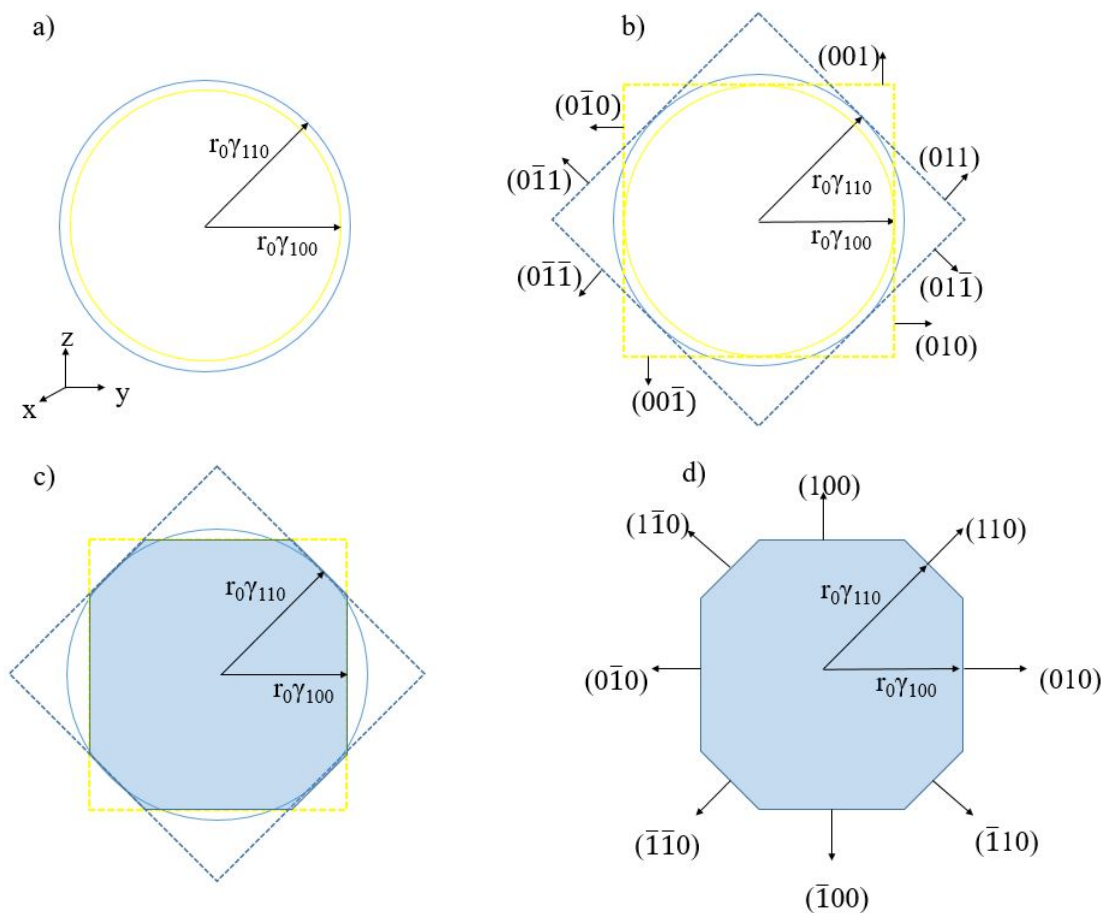 a)
r₀γ₁₁₀
r₀γ₁₀₀
z
x
y
b)
(001)
(01̅0)
(01̅1)
(011)
r₀γ₁₁₀
r₀γ₁₀₀
(01̅1̅)
(011̅)
(010)
(001̅)
c)
r₀γ₁₁₀
r₀γ₁₀₀
d)
(100)
(11̅0)
(110)
r₀γ₁₁₀
(01̅0)
r₀γ₁₀₀
(010)
(1̅1̅0)
(1̅10)
(1̅00)